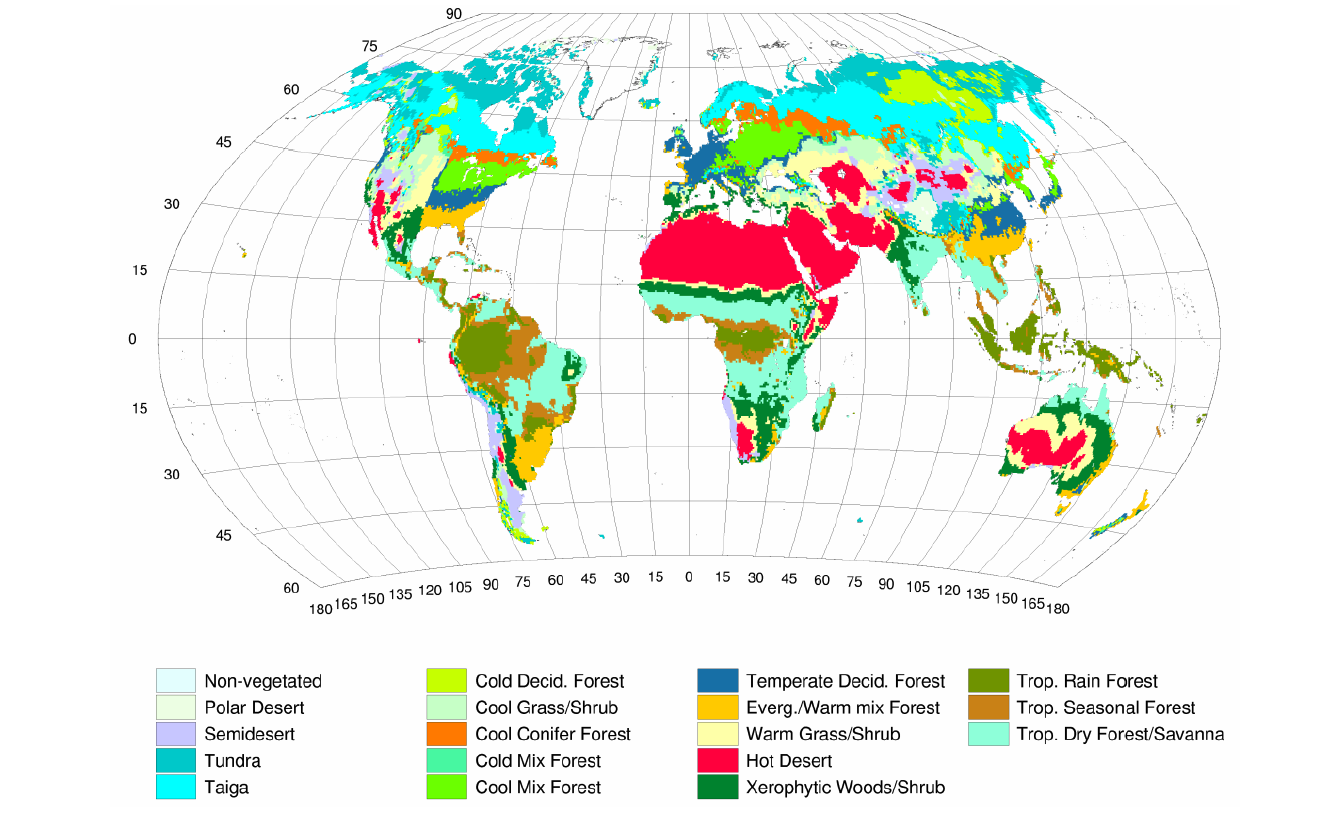 90
75
60
45
30
15
0
15
30
45
60
180 165 150 135 120 105 90 75 60 45 30 15 0 15 30 45 60 75 90 105 120 135 150 165 180
Non-vegetated
Polar Desert
Semidesert
Tundra
Taiga
Cold Decid. Forest
Cool Grass/Shrub
Cool Conifer Forest
Cold Mix Forest
Cool Mix Forest
Temperate Decid. Forest
Everg./Warm mix Forest
Warm Grass/Shrub
Hot Desert
Xerophytic Woods/Shrub
Trop. Rain Forest
Trop. Seasonal Forest
Trop. Dry Forest/Savanna